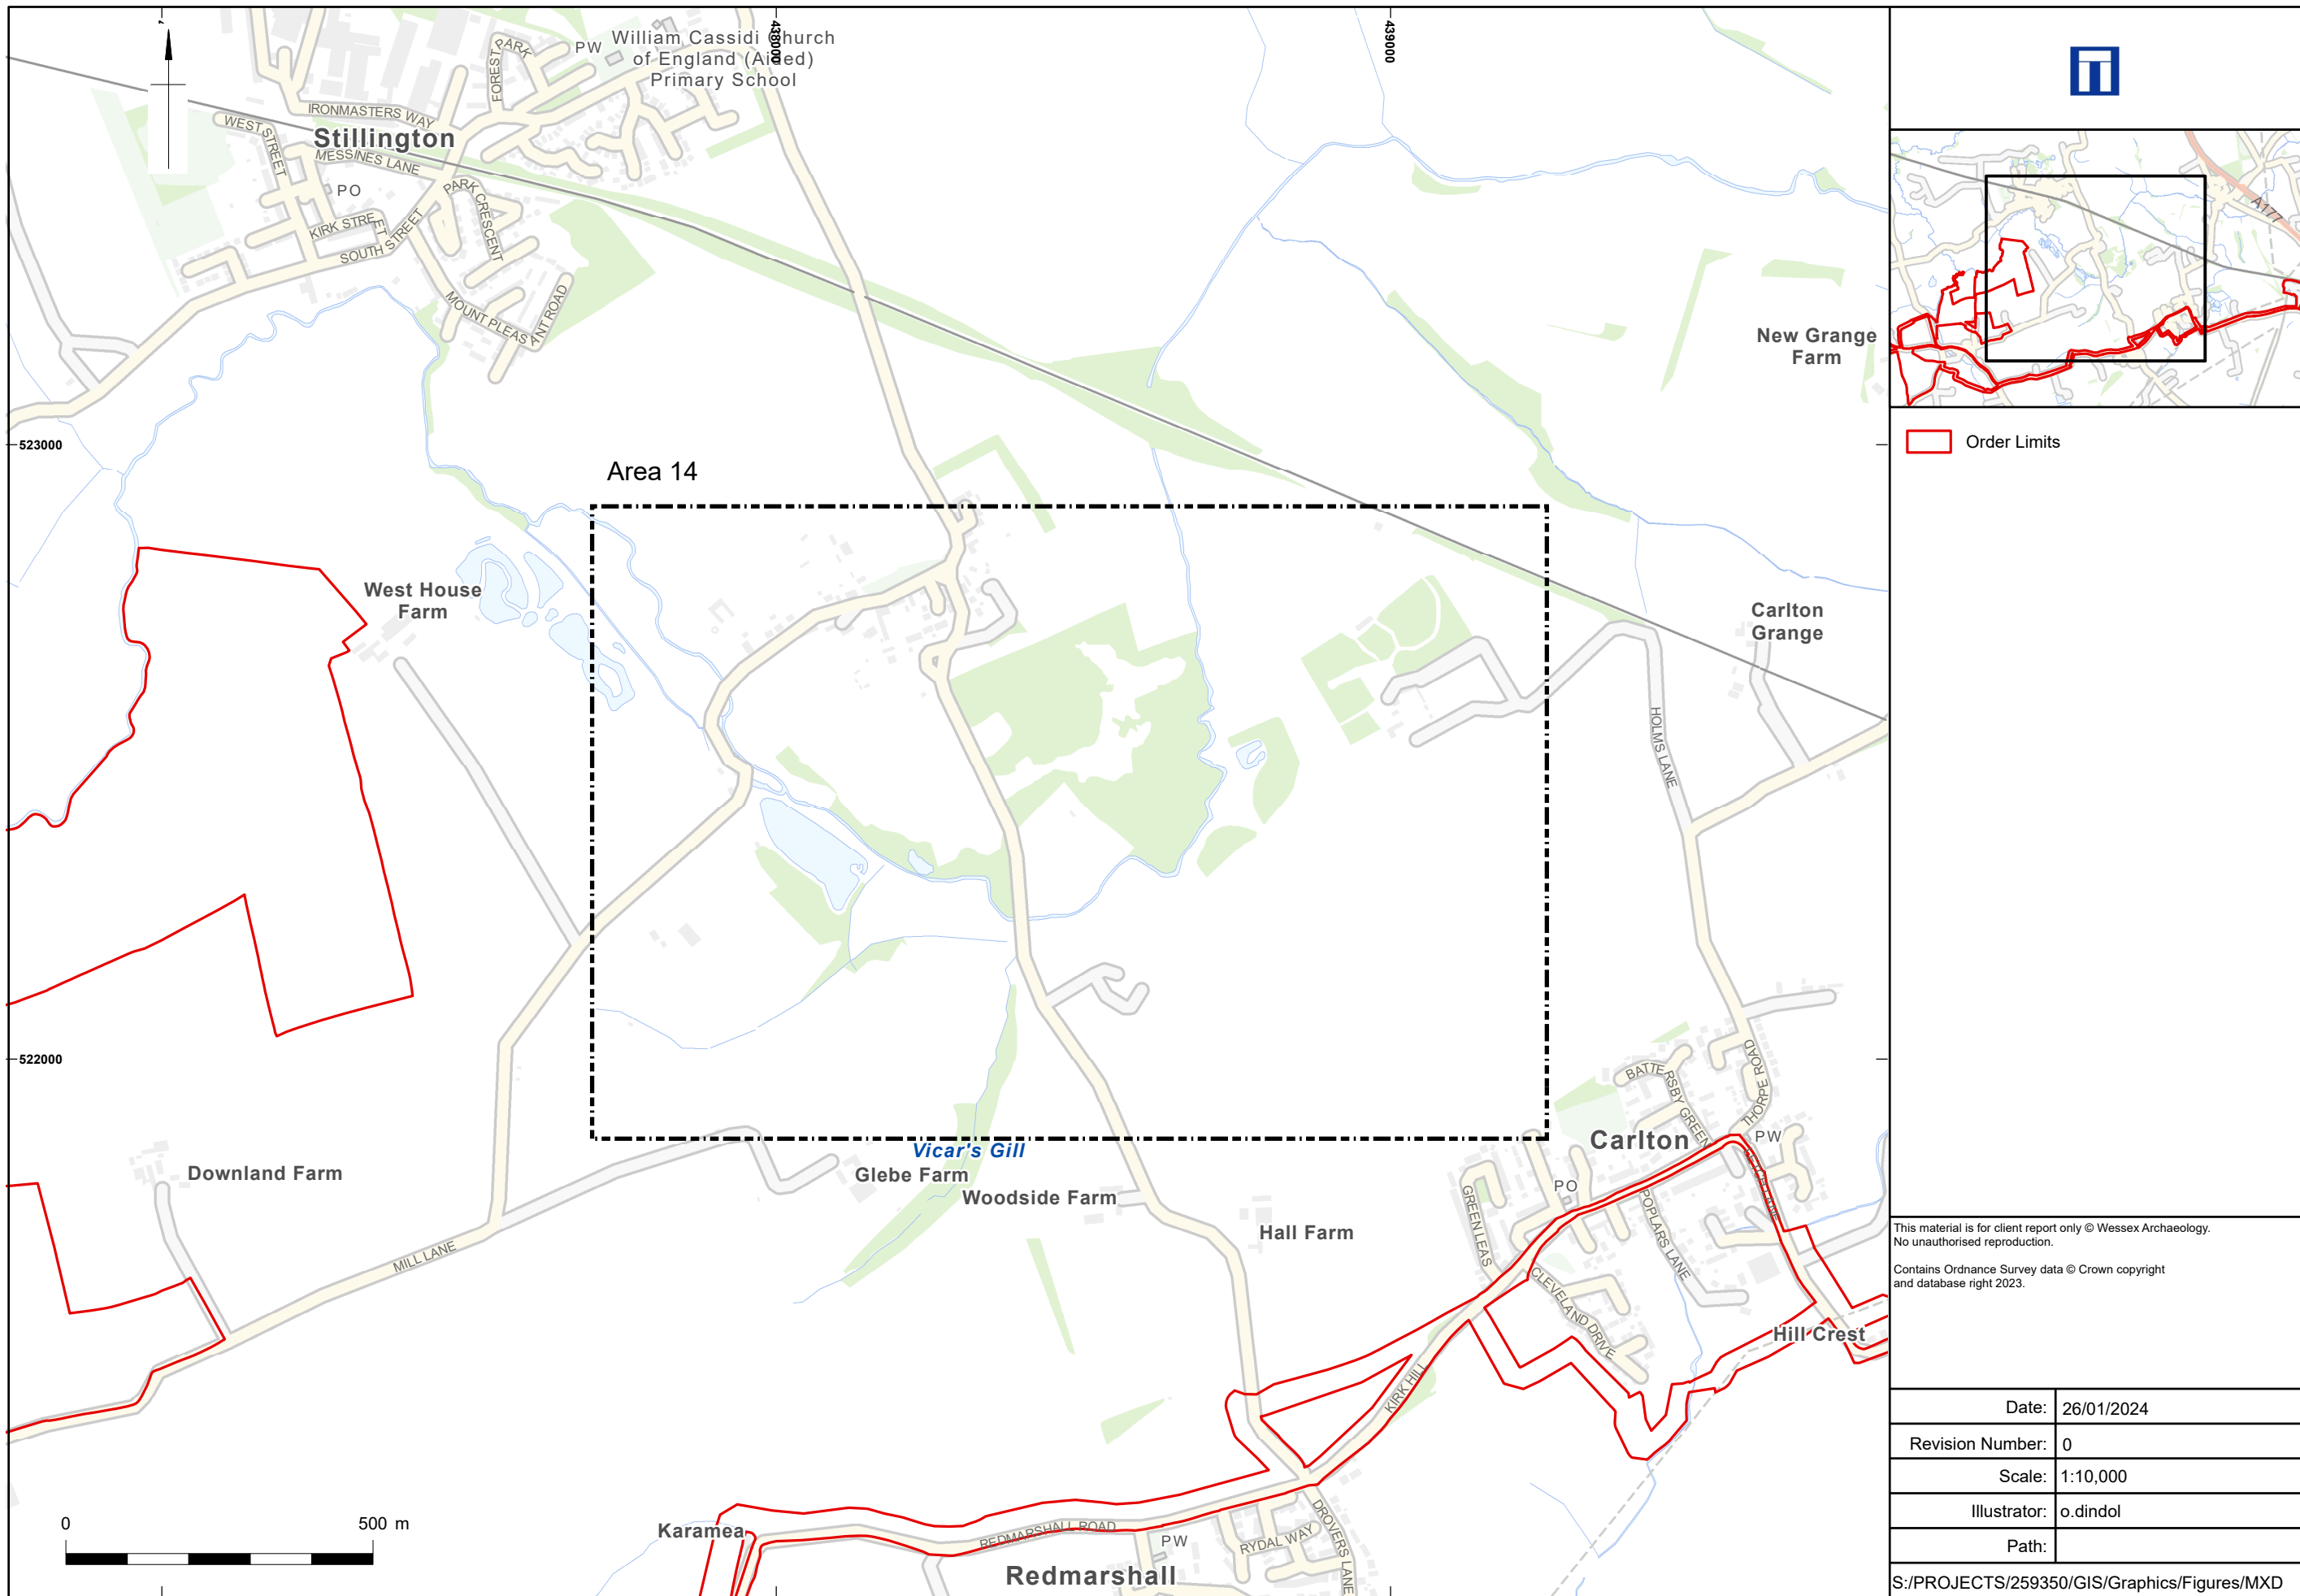 438000
439000
William Cassidi Church
of England (Aided)
Primary School
PW
FOREST
PARK
IRONMASTERS WAY
WEST STREET
Stillington
MESSINES LANE
PO
PARK CRESCENT
KIRK STREET
SOUTH STREET
MOUNT PLEASANT ROAD
A177
New Grange
Farm
523000
Order Limits
Area 14
West House
Farm
Carlton
Grange
HOLMS LANE
522000
BATTERSBY GREEN
THORPE ROAD
Carlton
PW
Vicar's Gill
Glebe Farm
Downland Farm
Woodside Farm
PO
GREEN LEAS
POPLARS LANE
Hall Farm
MILL LANE
CLEVELAND DRIVE
Hill Crest
KIRK HILL
This material is for client report only © Wessex Archaeology.
No unauthorised reproduction.
Contains Ordnance Survey data © Crown copyright
and database right 2023.
Date: 26/01/2024
Revision Number: 0
Scale: 1:10,000
Illustrator: o.dindol
Path:
S:/PROJECTS/259350/GIS/Graphics/Figures/MXD
0 500 m
Karamea
REDMARSHALL ROAD
PW
RYDAL WAY
DROVERS LANE
Redmarshall